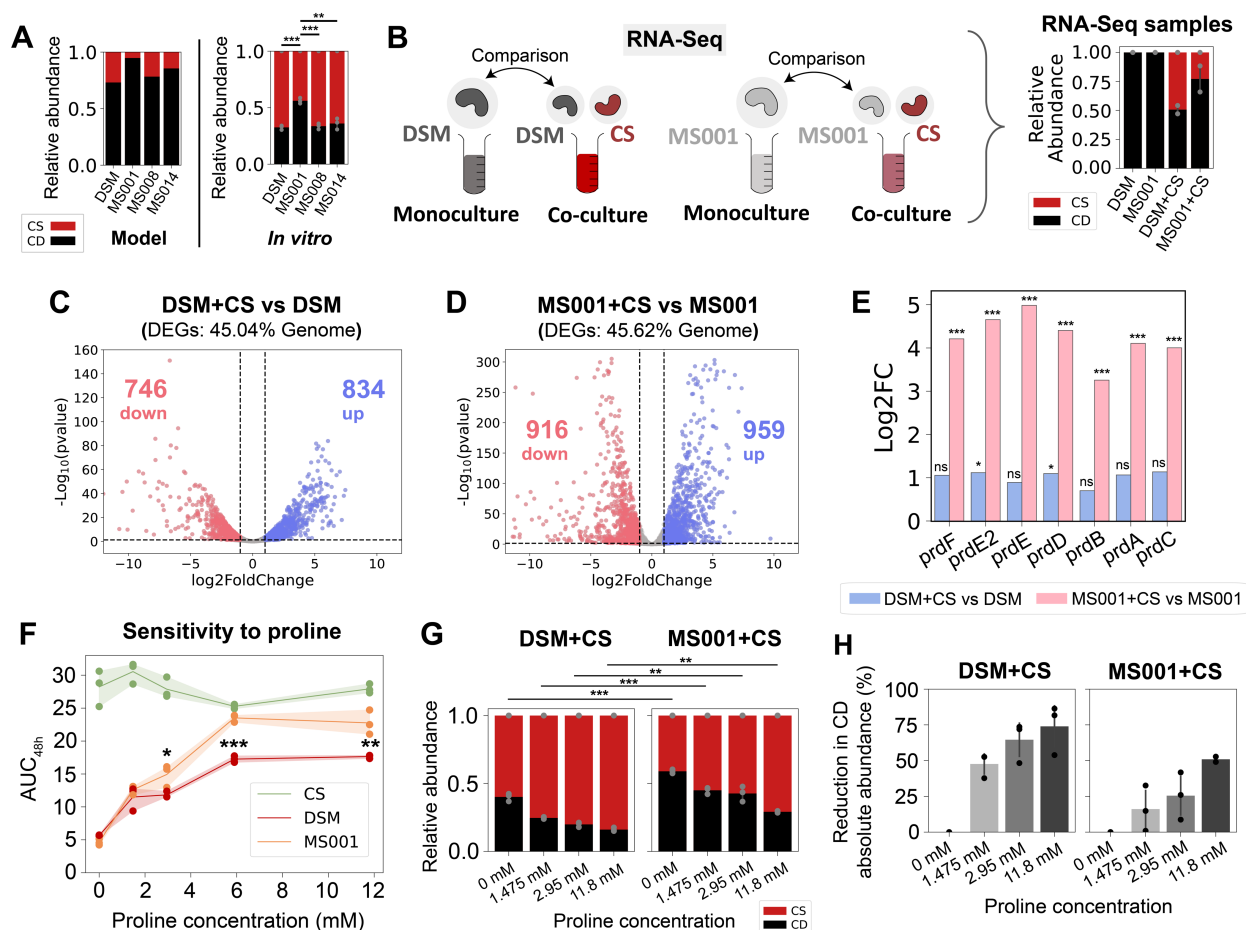 A
Relative abundance
1.0
0.5
0.0
DSM
MS001
MS008
MS014
Model
CS
CD
Relative abundance
**
***
***
1.0
0.5
0.0
DSM
MS001
MS008
MS014
In vitro
B
RNA-Seq
Comparison
DSM
DSM
CS
Monoculture
Co-culture
Comparison
MS001
MS001
CS
Monoculture
Co-culture
RNA-Seq samples
Relative
Abundance
1.00
0.75
0.50
0.25
0.00
DSM
MS001
DSM+CS
MS001+CS
CS
CD
C
DSM+CS vs DSM
(DEGs: 45.04% Genome)
-Log10(pvalue)
160
140
120
100
80
60
40
20
0
746
down
834
up
−10
−5
0
5
10
log2FoldChange
D
MS001+CS vs MS001
(DEGs: 45.62% Genome)
-Log10(pvalue)
300
250
200
150
100
50
0
916
down
959
up
−10
−5
0
5
10
log2FoldChange
E
Log2FC
5
4
3
2
1
0
ns
***
*
***
ns
***
*
***
ns
***
ns
***
ns
***
prdF
prdE2
prdE
prdD
prdB
prdA
prdC
DSM+CS vs DSM
MS001+CS vs MS001
F
Sensitivity to proline
AUC48h
30
25
20
15
10
5
0
*
***
**
CS
DSM
MS001
0
2
4
6
8
10
12
Proline concentration (mM)
G
DSM+CS
MS001+CS
**
**
***
***
Relative abundance
1.0
0.5
0.0
0 mM
1.475 mM
2.95 mM
11.8 mM
0 mM
1.475 mM
2.95 mM
11.8 mM
Proline concentration
CS
CD
H
DSM+CS
MS001+CS
Reduction in CD
absolute abundance (%)
100
75
50
25
0
0 mM
1.475 mM
2.95 mM
11.8 mM
0 mM
1.475 mM
2.95 mM
11.8 mM
Proline concentration